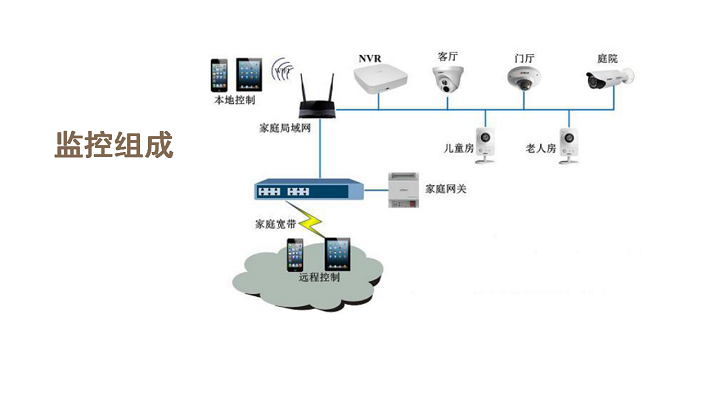 监控组成
本地控制
WIFI
家庭局域网
NVR
客厅
门厅
庭院
儿童房
老人房
家庭网关
家庭宽带
远程控制